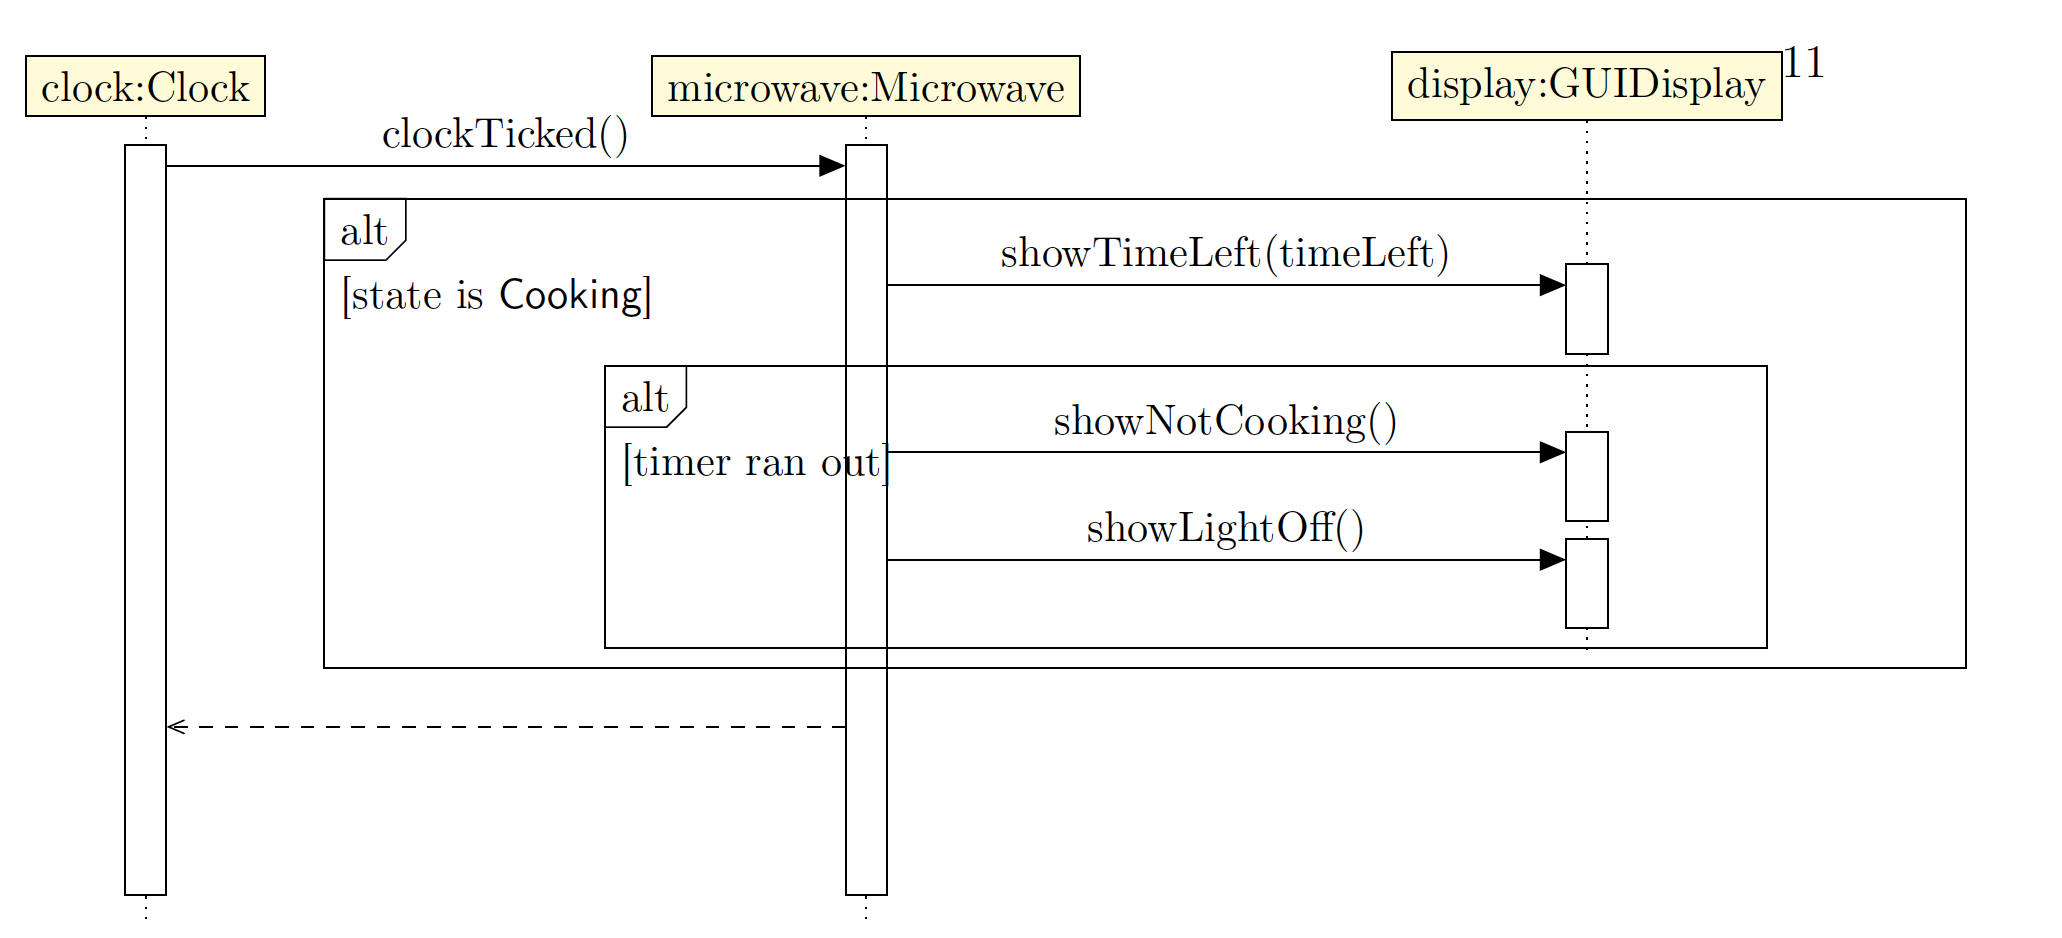 clock:Clock
microwave:Microwave
display:GUIDisplay
11
clockTicked()
alt
showTimeLeft(timeLeft)
[state is Cooking]
alt
showNotCooking()
[timer ran out]
showLightOff()